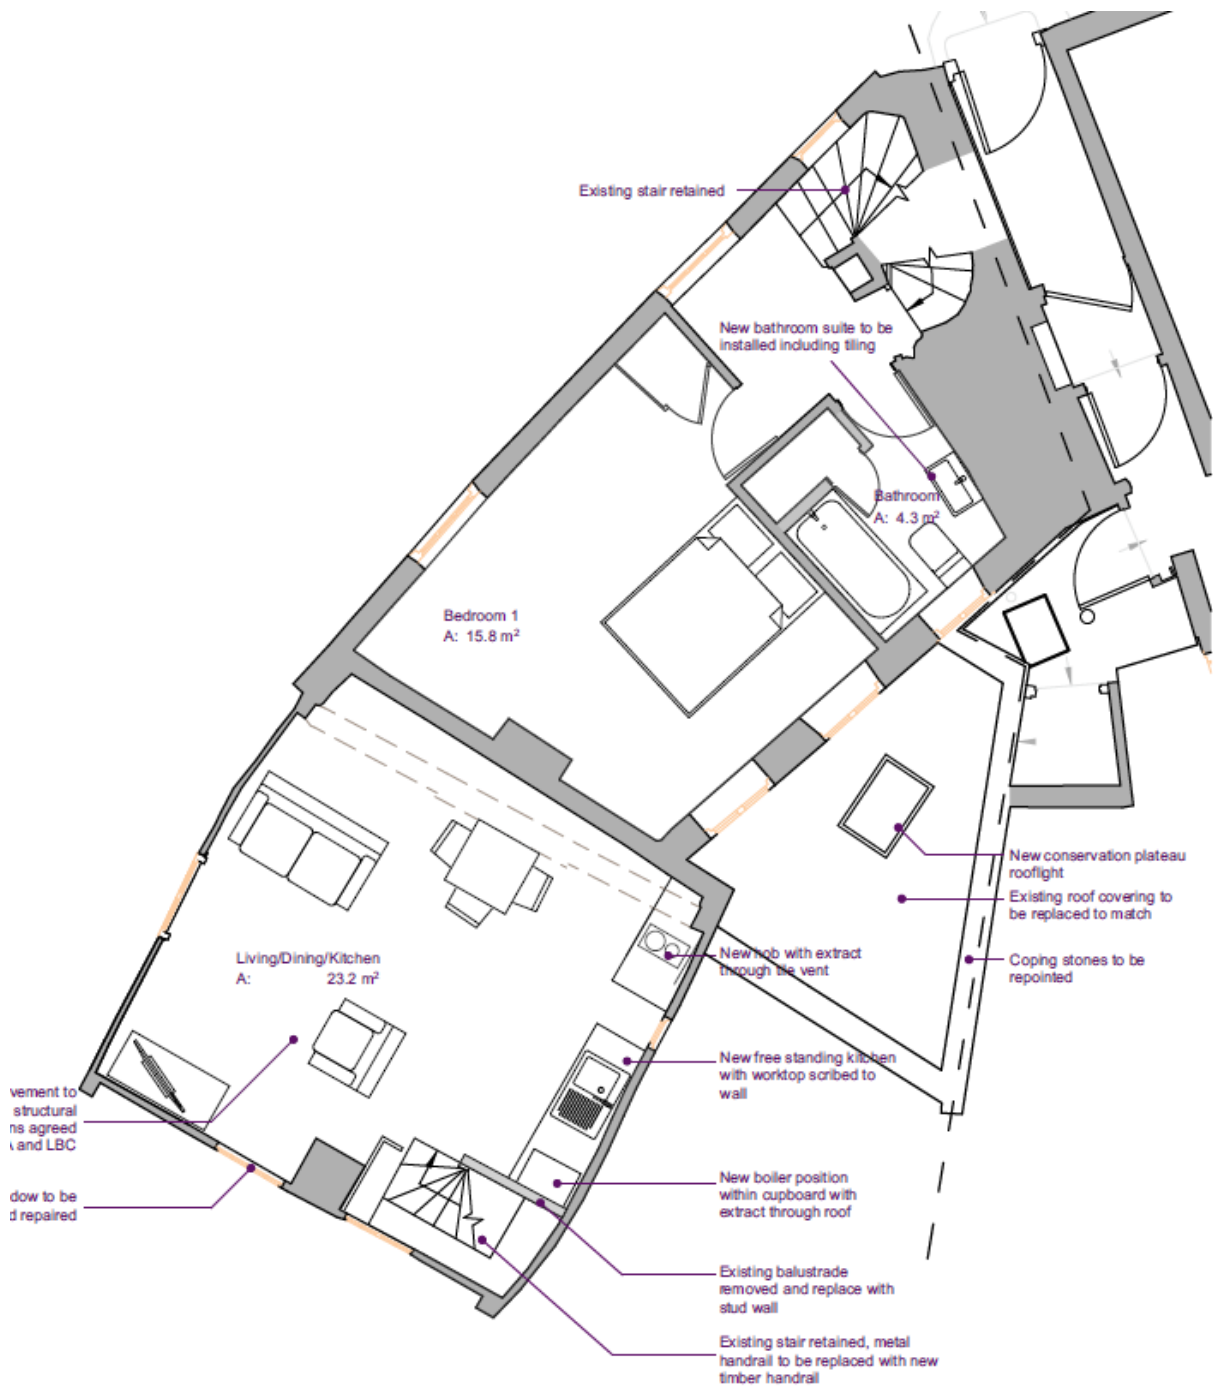 Existing stair retained
New bathroom suite to be
installed including tiling
Bathroom
A: 4.3 m²
Bedroom 1
A: 15.8 m²
New conservation plateau
rooflight
Existing roof covering to
be replaced to match
Living/Dining/Kitchen
A: 23.2 m²
New hob with extract
through tile vent
Coping stones to be
repointed
New free standing kitchen
with worktop scribed to
wall
vement to
structural
ns agreed
and LBC
New boiler position
within cupboard with
extract through roof
dow to be
d repaired
Existing balustrade
removed and replace with
stud wall
Existing stair retained, metal
handrail to be replaced with new
timber handrail